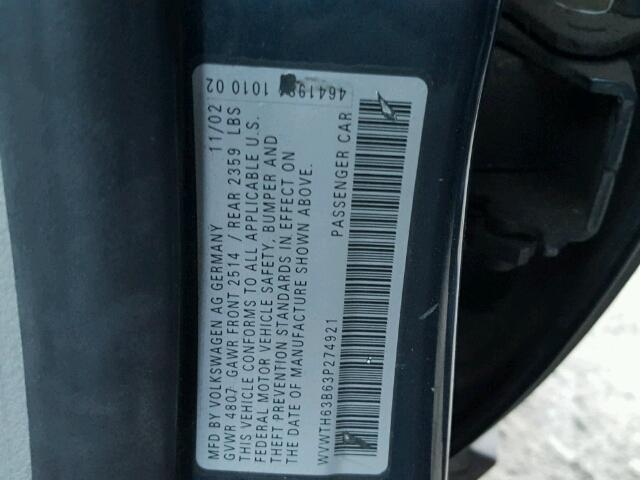 MFD BY VOLKSWAGEN AG GERMANY 11/02
GVWR 4807 GAWR FRONT 2514 / REAR 2359 LBS
THIS VEHICLE CONFORMS TO ALL APPLICABLE U.S.
FEDERAL MOTOR VEHICLE SAFETY, BUMPER AND
THEFT PREVENTION STANDARDS IN EFFECT ON
THE DATE OF MANUFACTURE SHOWN ABOVE.
WVWTH63B63P274921 PASSENGER CAR
1010 02